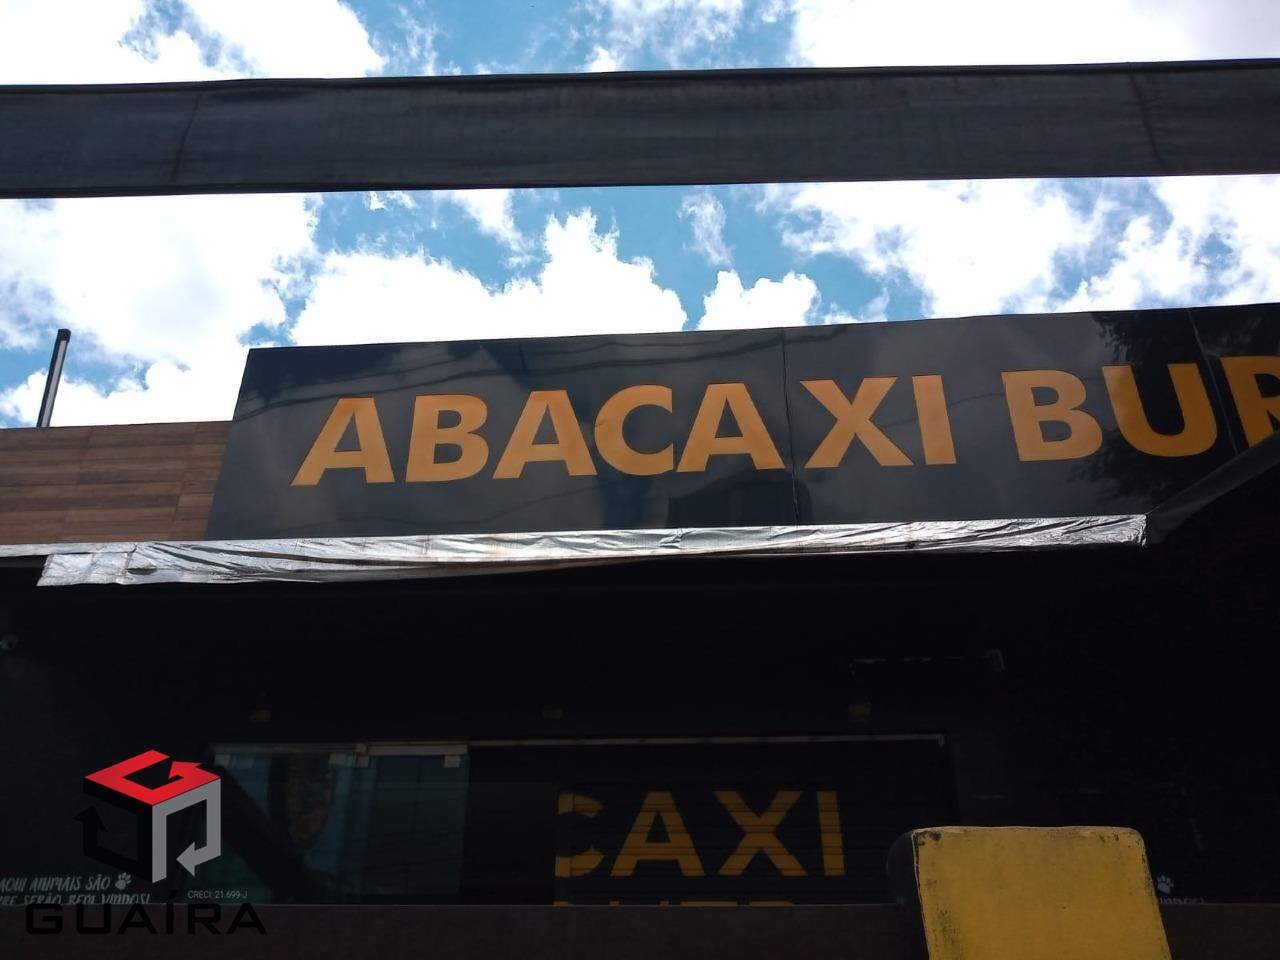 ABACAXI BUR
CAXI
AQUI ANIMAIS SÃO
SERÃO BEM VINDOS!
CRECI: 21.699-J
GUAÍRA